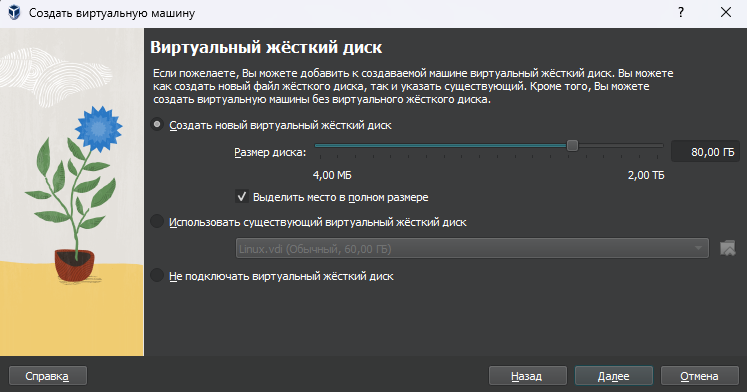 Создать виртуальную машину
?
Виртуальный жёсткий диск
Если пожелаете, Вы можете добавить к создаваемой машине виртуальный жёсткий диск. Вы можете
как создать новый файл жёсткого диска, так и указать существующий. Кроме того, Вы можете
создать виртуальную машины без виртуального жёсткого диска.
Создать новый виртуальный жёсткий диск
Размер диска:
80,00 ГБ
4,00 МБ
2,00 ТБ
Выделить место в полном размере
Использовать существующий виртуальный жёсткий диск
Linux.vdi (Обычный, 60,00 ГБ)
Не подключать виртуальный жёсткий диск
Справка
Назад
Далее
Отмена